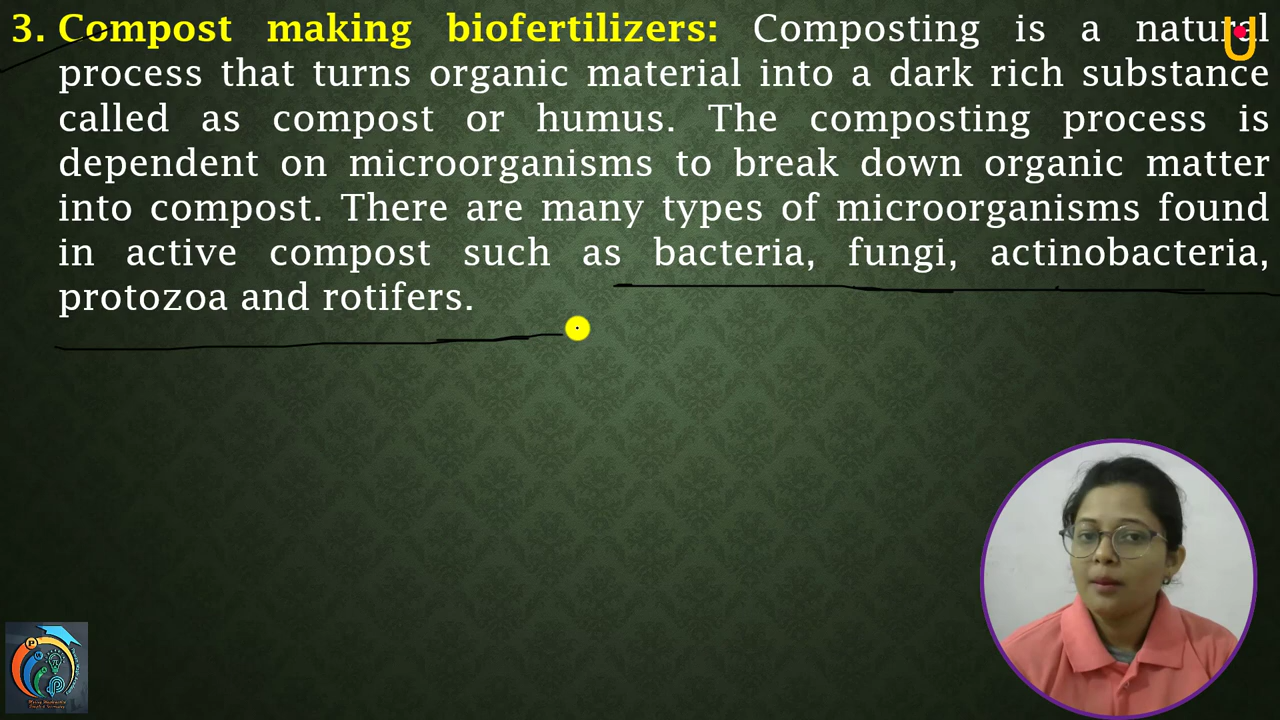 3. Compost making biofertilizers: Composting is a natural
process that turns organic material into a dark rich substance
called as compost or humus. The composting process is
dependent on microorganisms to break down organic matter
into compost. There are many types of microorganisms found
in active compost such as bacteria, fungi, actinobacteria,
protozoa and rotifers.